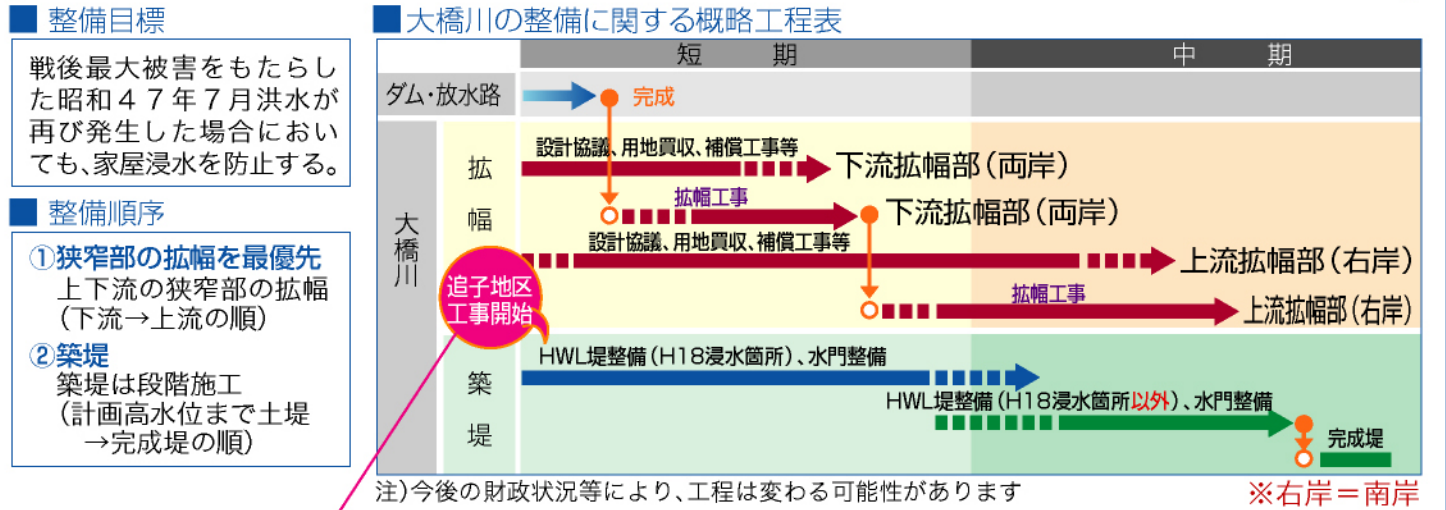 ■ 整備目標
戦後最大被害をもたらし
た昭和４７年７月洪水が
再び発生した場合におい
ても、家屋浸水を防止する。
■ 整備順序
①狭窄部の拡幅を最優先
上下流の狭窄部の拡幅
（下流→上流の順）
②築堤
築堤は段階施工
（計画高水位まで土堤
→完成堤の順）
■大橋川の整備に関する概略工程表
短期
中期
ダム・放水路
完成
大橋川
拡幅
設計協議、用地買収、補償工事等
下流拡幅部（両岸）
拡幅工事
下流拡幅部（両岸）
設計協議、用地買収、補償工事等
上流拡幅部（右岸）
拡幅工事
上流拡幅部（右岸）
追子地区
工事開始
築堤
HWL堤整備（H18浸水箇所）、水門整備
HWL堤整備（H18浸水箇所以外）、水門整備
完成堤
注）今後の財政状況等により、工程は変わる可能性があります
※右岸＝南岸